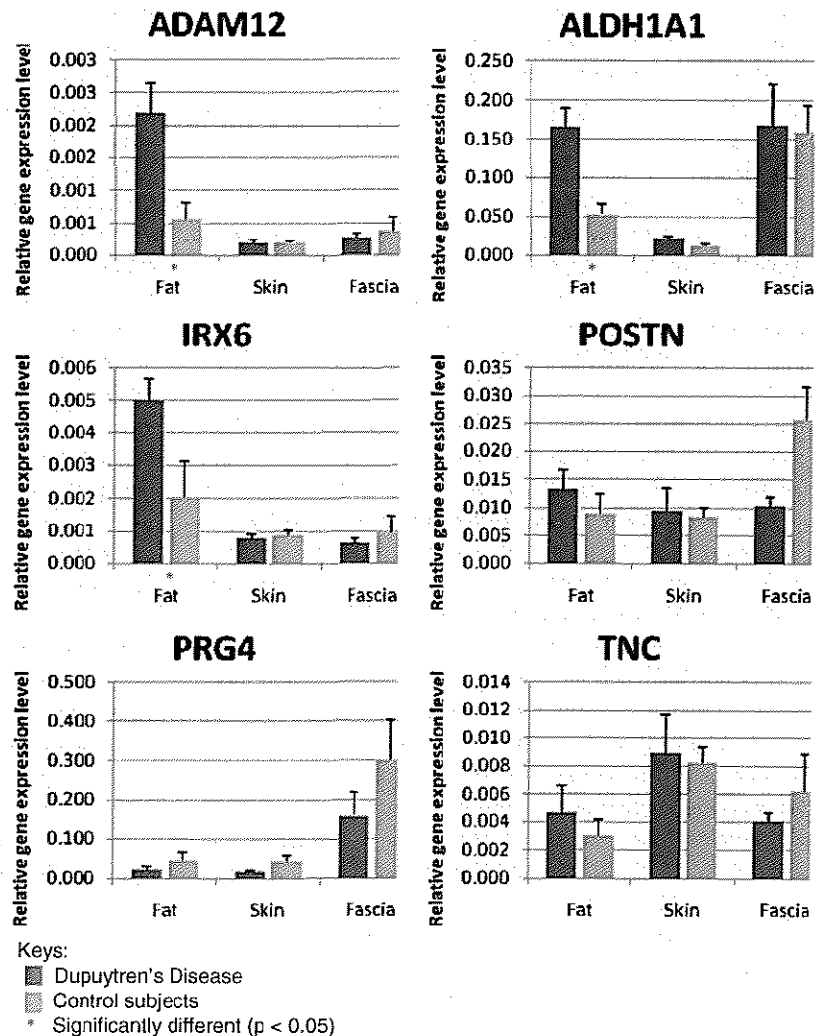 ADAM12
Relative gene expression level
0.003
0.003
0.002
0.002
0.001
0.001
0.000
*
Fat Skin Fascia
ALDH1A1
Relative gene expression level
0.250
0.200
0.150
0.100
0.050
0.000
*
Fat Skin Fascia
IRX6
Relative gene expression level
0.006
0.005
0.004
0.003
0.002
0.001
0.000
*
Fat Skin Fascia
POSTN
Relative gene expression level
0.035
0.030
0.025
0.020
0.015
0.010
0.005
0.000
Fat Skin Fascia
PRG4
Relative gene expression level
0.500
0.400
0.300
0.200
0.100
0.000
Fat Skin Fascia
TNC
Relative gene expression level
0.014
0.012
0.010
0.008
0.006
0.004
0.002
0.000
Fat Skin Fascia
Keys:
Dupuytren's Disease
Control subjects
* Significantly different (p < 0.05)